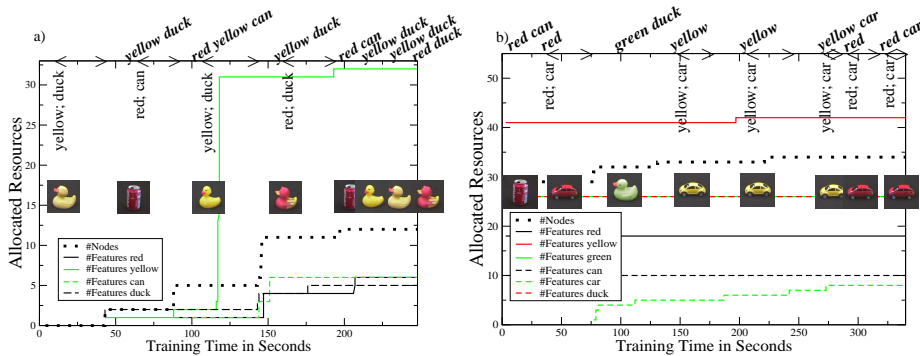 a)
yellow duck
red yellow can
yellow duck
red can
yellow duck
yellow duck
red duck
yellow; duck
red; can
yellow; duck
red; duck
Allocated Resources
30
25
20
15
10
5
0
#Nodes
#Features red
#Features yellow
#Features can
#Features duck
0
50
100
150
200
Training Time in Seconds
b)
red can
red
green duck
yellow
yellow
yellow car
red
red car
red; car
yellow; car
yellow; car
yellow; car
red; car
red; car
Allocated Resources
50
40
30
20
10
0
#Nodes
#Features red
#Features yellow
#Features green
#Features can
#Features car
#Features duck
0
50
100
150
200
250
300
Training Time in Seconds